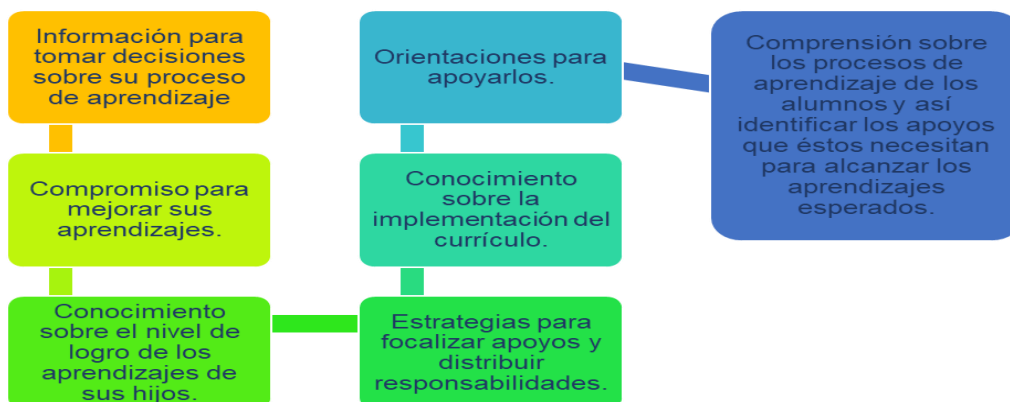 Información para
tomar decisiones
sobre su proceso
de aprendizaje
Compromiso para
mejorar sus
aprendizajes.
Conocimiento
sobre el nivel de
logro de los
aprendizajes de
sus hijos.
Estrategias para
focalizar apoyos y
distribuir
responsabilidades.
Conocimiento
sobre la
implementación del
currículo.
Orientaciones para
apoyarlos.
Comprensión sobre
los procesos de
aprendizaje de los
alumnos y así
identificar los apoyos
que éstos necesitan
para alcanzar los
aprendizajes
esperados.